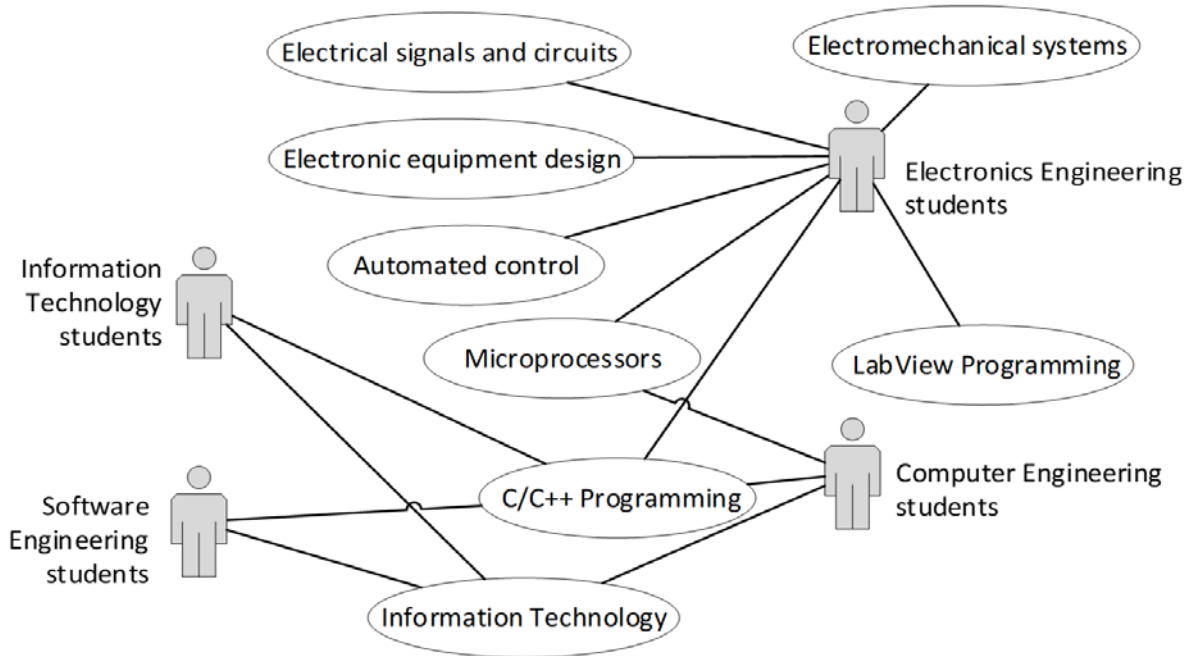 Electrical signals and circuits
Electromechanical systems
Electronic equipment design
Electronics Engineering
students
Automated control
Information
Technology
students
Microprocessors
LabView Programming
Computer Engineering
students
C/C++ Programming
Software
Engineering
students
Information Technology